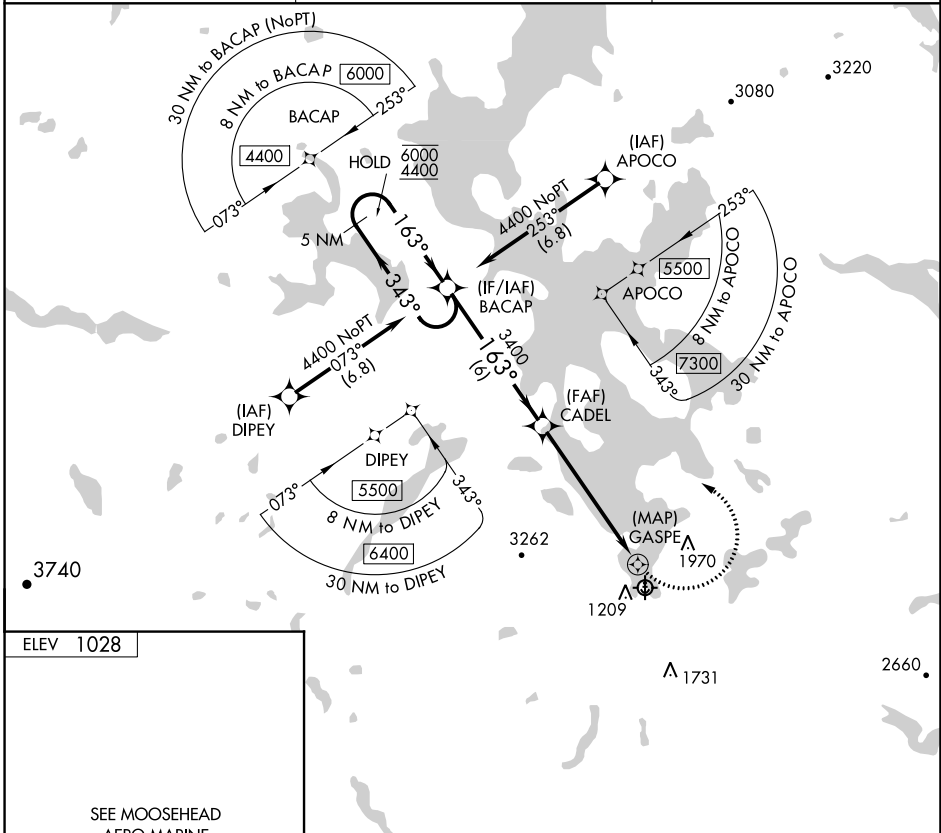 30 NM to BACAP (NoPT)
8 NM to BACAP
6000
BACAP
253°
4400
073°
HOLD
6000
4400
5 NM
163°
343°
(IF/IAF)
BACAP
3220
3080
(IAF)
APOCO
4400 NoPT
253°
(6.8)
253°
5500
APOCO
8 NM to APOCO
30 NM to APOCO
7300
343°
4400 NoPT
073°
(6.8)
(IAF)
DIPEY
3400
163°
(6)
(FAF)
CADEL
DIPEY
073°
5500
343°
8 NM to DIPEY
6400
30 NM to DIPEY
3262
(MAP)
GASPE
1970
1209
3740
ELEV 1028
1731
2660
SEE MOOSEHEAD
AERO MARINE